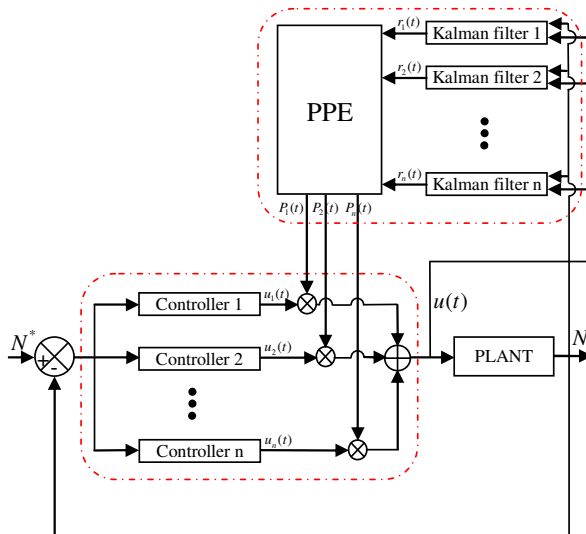 r₁(t)
Kalman filter 1
r₂(t)
Kalman filter 2
PPE
rₙ(t)
Kalman filter n
P₁(t)
P₂(t)
Pₙ(t)
Controller 1
u₁(t)
u(t)
N*
+
-
Controller 2
u₂(t)
PLANT
N
Controller n
uₙ(t)